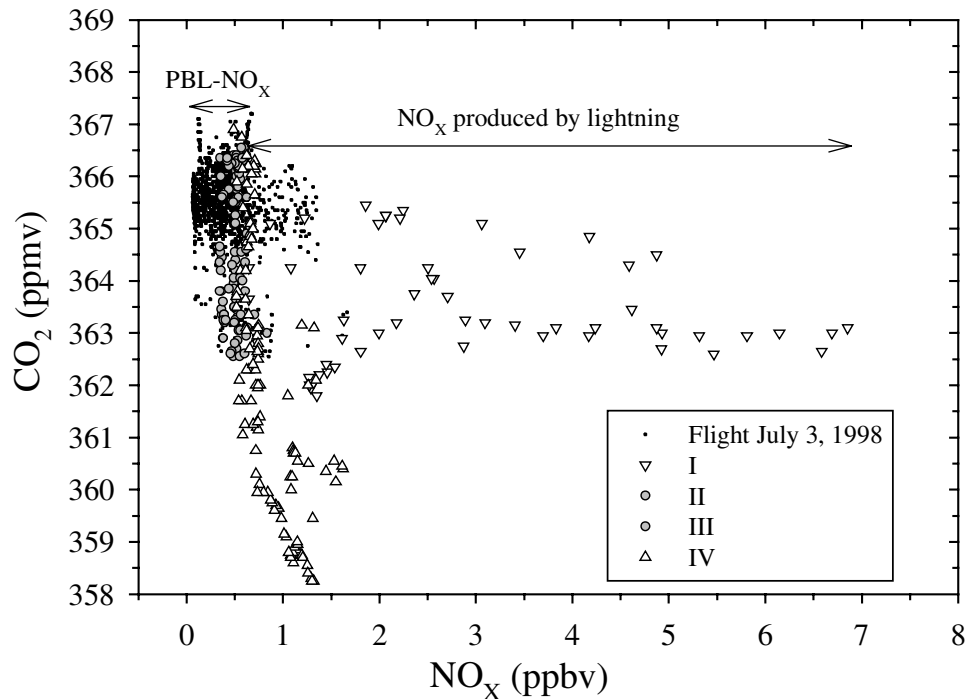 369
368
367
366
365
364
363
362
361
360
359
358
CO₂ (ppmv)
PBL-NOₓ
NOₓ produced by lightning
Flight July 3, 1998
I
II
III
IV
0 1 2 3 4 5 6 7 8
NOₓ (ppbv)